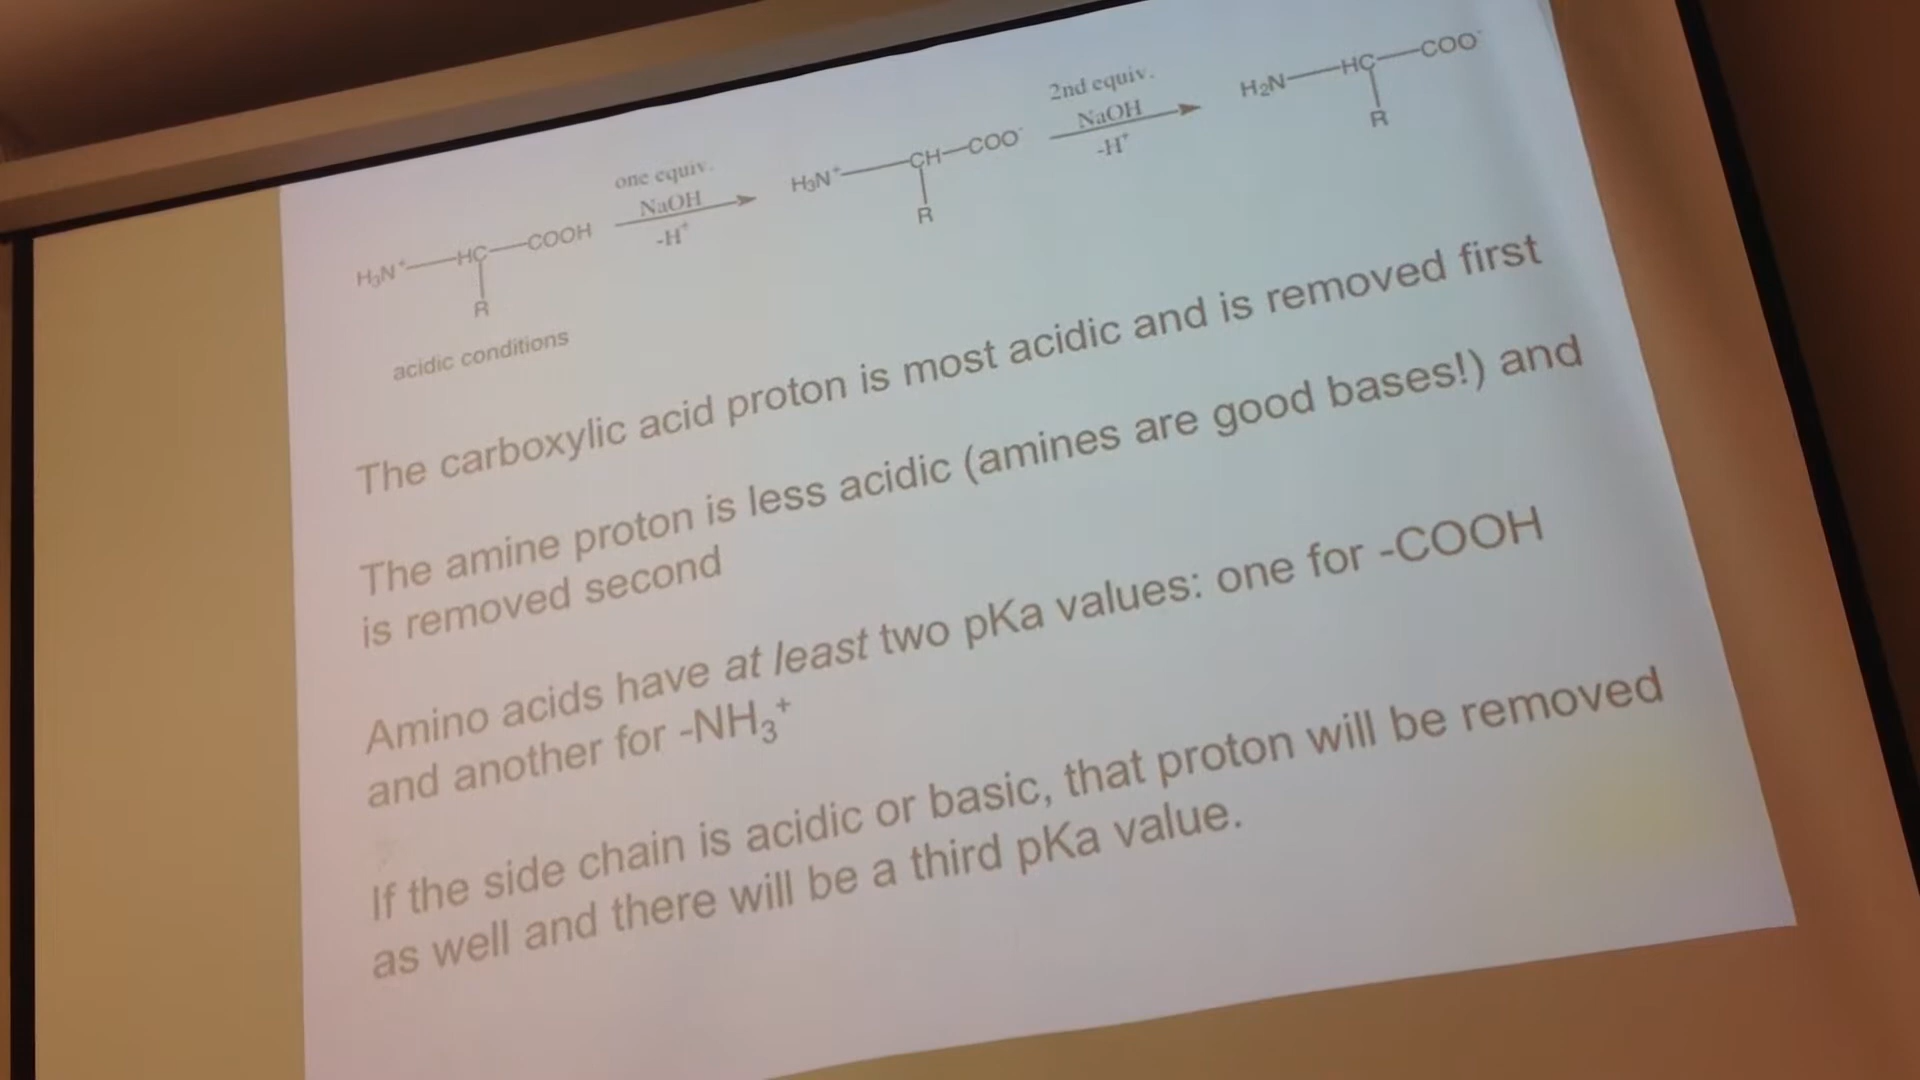 H₃N⁺—HC—COOH
R
acidic conditions
one equiv.
NaOH
-H⁺
H₃N⁺—CH—COO⁻
R
2nd equiv.
NaOH
-H⁺
H₂N—HC—COO⁻
R
The carboxylic acid proton is most acidic and is removed first
The amine proton is less acidic (amines are good bases!) and
is removed second
Amino acids have at least two pKa values: one for -COOH
and another for -NH₃⁺
If the side chain is acidic or basic, that proton will be removed
as well and there will be a third pKa value.